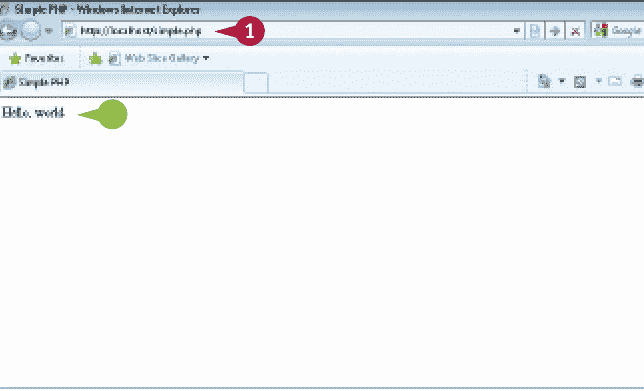 Simple PHP - Windows Internet Explorer
http://localhost/simple.php
1
Google
Favorites
Web Slice Gallery
Simple PHP
Hello, world